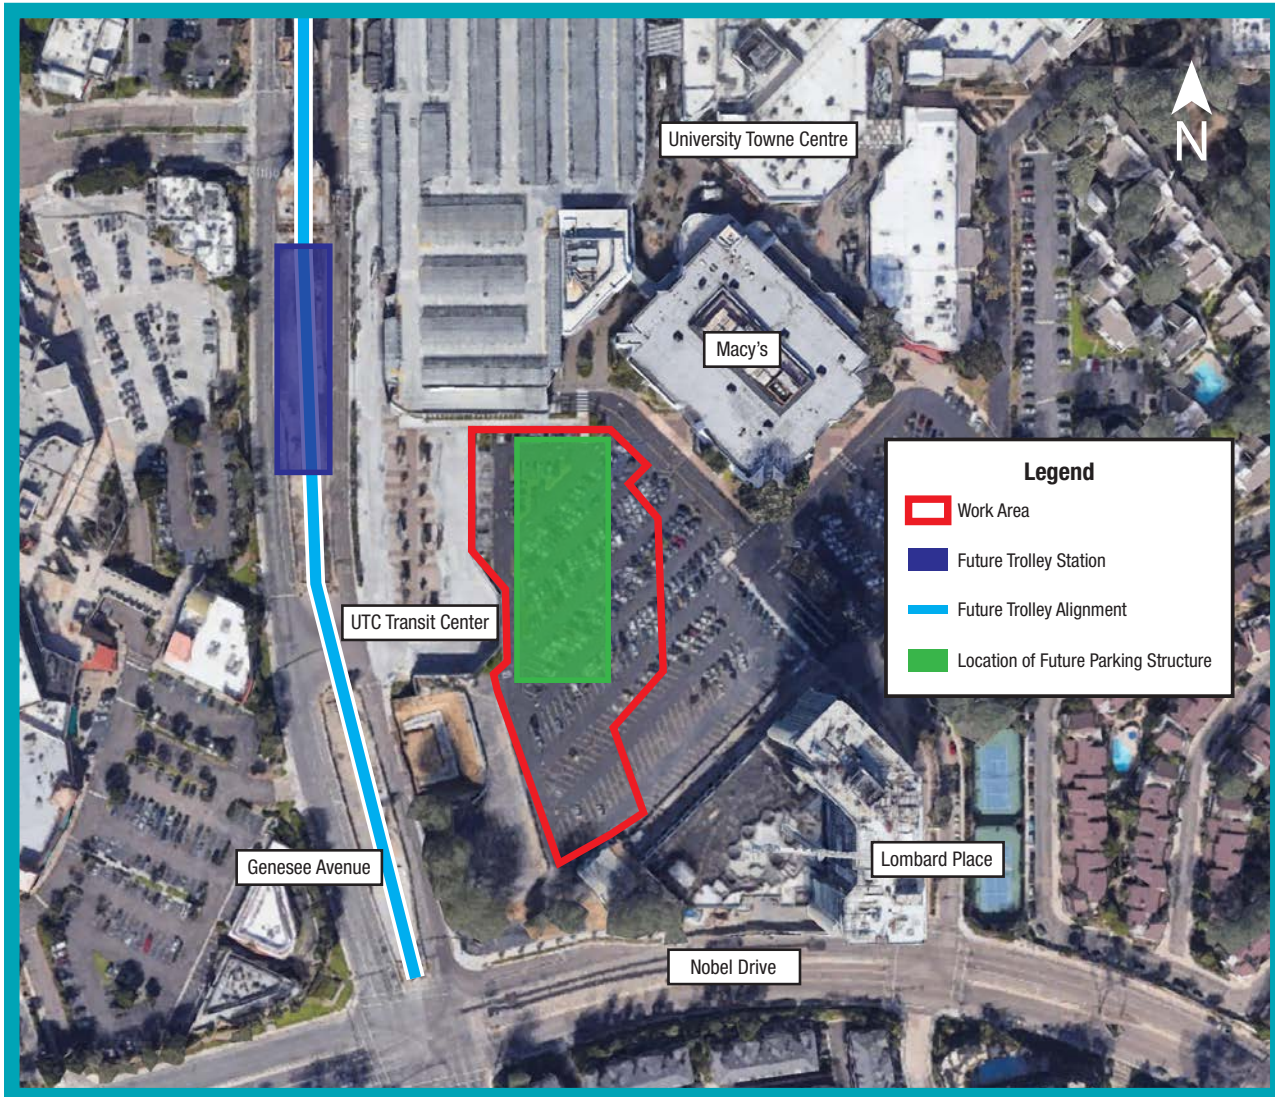 N
University Towne Centre
Macy's
Legend
Work Area
Future Trolley Station
Future Trolley Alignment
Location of Future Parking Structure
UTC Transit Center
Genesee Avenue
Lombard Place
Nobel Drive